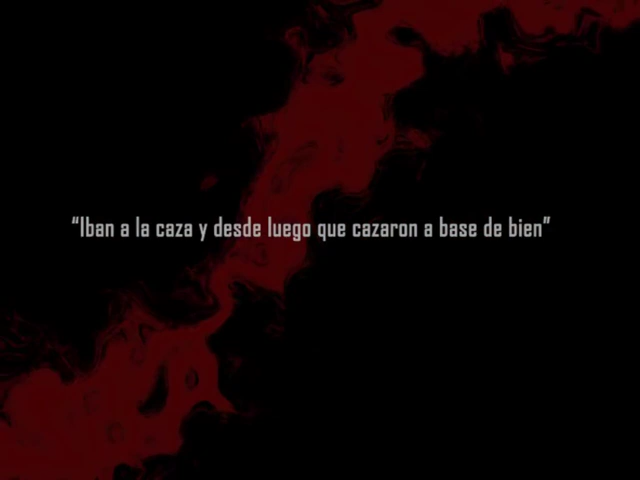 “Iban a la caza y desde luego que cazaron a base de bien”